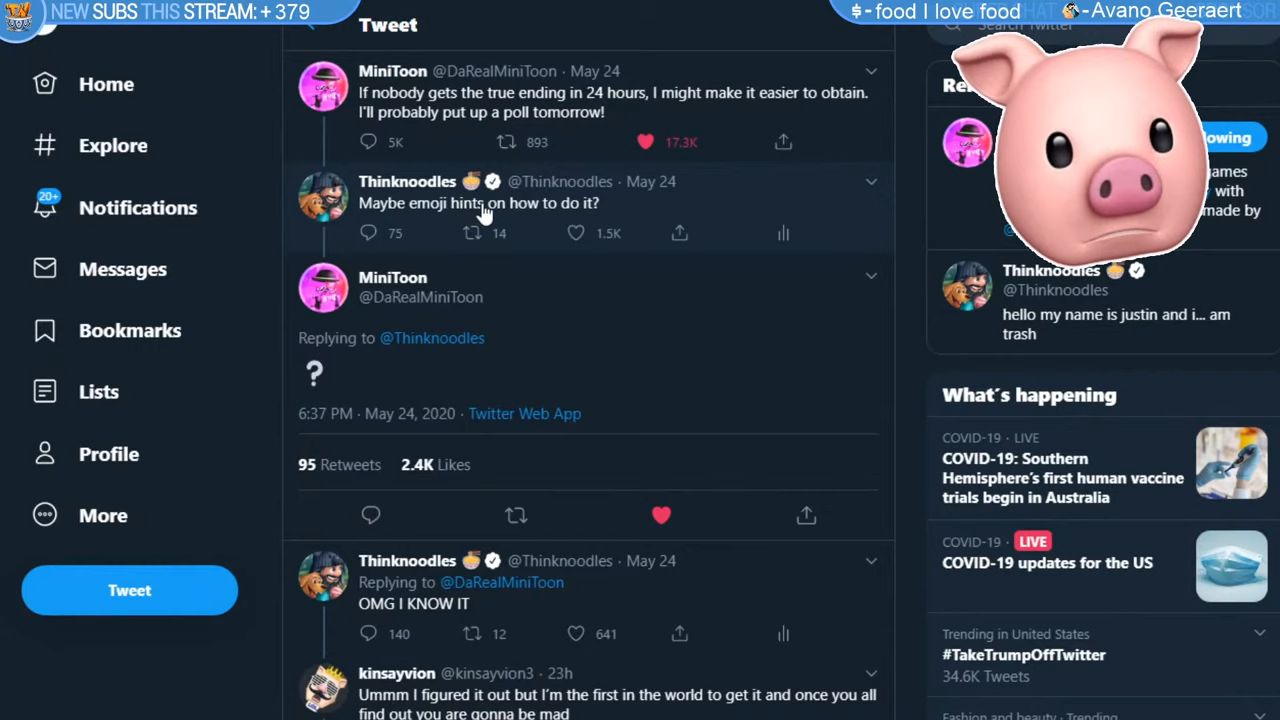 NEW SUBS THIS STREAM: + 379
$ - food I love food
- Avano Geeraert
Tweet
Search Twitter
Home
Explore
20+
Notifications
Messages
Bookmarks
Lists
Profile
More
Tweet
MiniToon @DaRealMiniToon · May 24
If nobody gets the true ending in 24 hours, I might make it easier to obtain.
I'll probably put up a poll tomorrow!
5K 893 17.3K
Thinknoodles @Thinknoodles · May 24
Maybe emoji hints on how to do it?
75 14 1.5K
MiniToon
@DaRealMiniToon
Replying to @Thinknoodles
?
6:37 PM · May 24, 2020 · Twitter Web App
95 Retweets 2.4K Likes
Thinknoodles @Thinknoodles · May 24
Replying to @DaRealMiniToon
OMG I KNOW IT
140 12 641
kinsayvion @kinsayvion3 · 23h
Ummm I figured it out but I'm the first in the world to get it and once you all
find out you are gonna be mad
games
with
made by
Thinknoodles
@Thinknoodles
hello my name is justin and i... am
trash
What's happening
COVID-19 · LIVE
COVID-19: Southern
Hemisphere's first human vaccine
trials begin in Australia
COVID-19 · LIVE
COVID-19 updates for the US
Trending in United States
#TakeTrumpOffTwitter
34.6K Tweets
Fashion and beauty · Trending